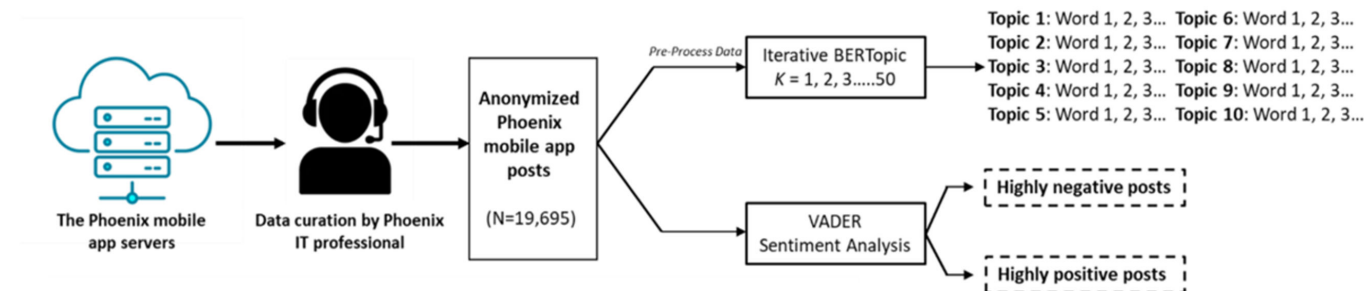 The Phoenix mobile
app servers
Data curation by Phoenix
IT professional
Anonymized
Phoenix
mobile app
posts
(N=19,695)
Pre-Process Data
Iterative BERTopic
K = 1, 2, 3.....50
Topic 1: Word 1, 2, 3... Topic 6: Word 1, 2, 3...
Topic 2: Word 1, 2, 3... Topic 7: Word 1, 2, 3...
Topic 3: Word 1, 2, 3... Topic 8: Word 1, 2, 3...
Topic 4: Word 1, 2, 3... Topic 9: Word 1, 2, 3...
Topic 5: Word 1, 2, 3... Topic 10: Word 1, 2, 3...
VADER
Sentiment Analysis
Highly negative posts
Highly positive posts